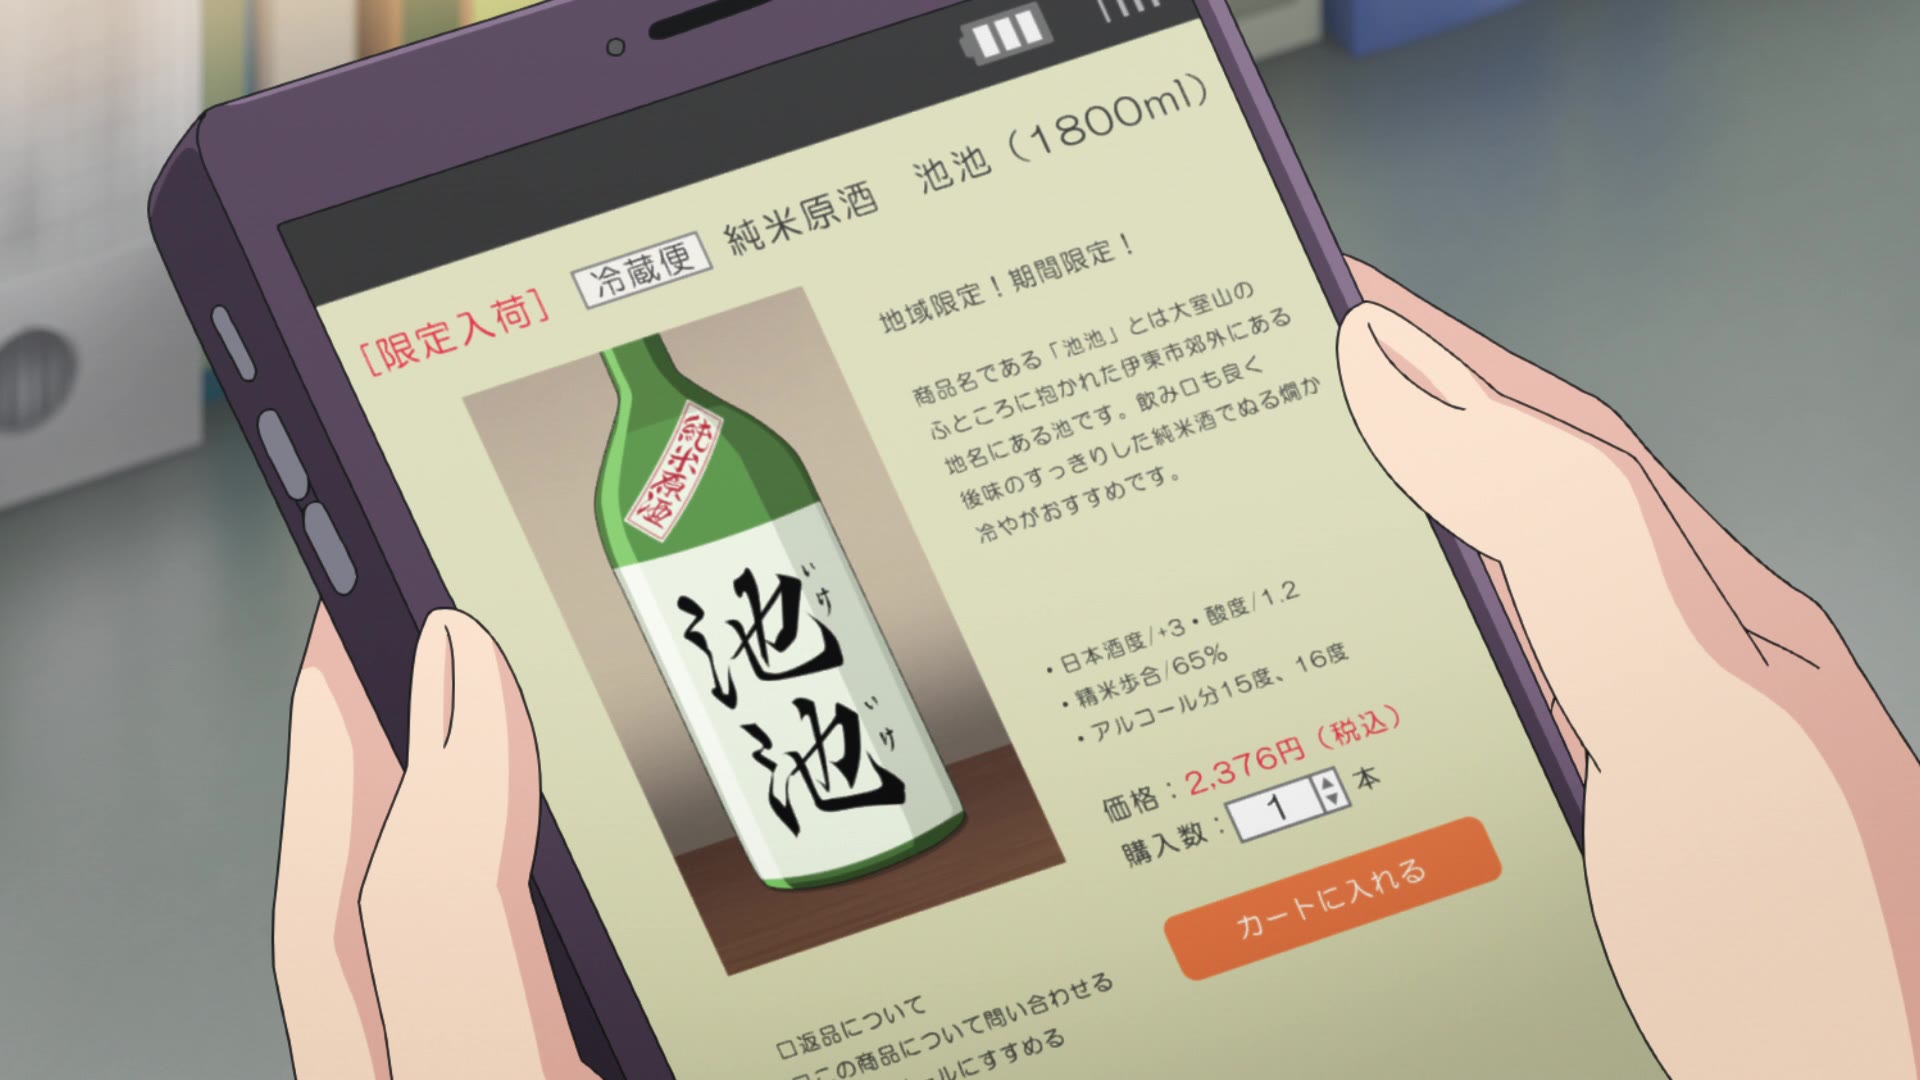 [限定入荷] 冷蔵便 純米原酒　池池（1800ml）
純米原酒
池池
いけ
いけ
地域限定！期間限定！
商品名である「池池」とは大室山の
ふところに抱かれた伊東市郊外にある
地名にある池です。飲み口も良く
後味のすっきりした純米酒でぬる燗か
冷やがおすすめです。
・日本酒度/+3・酸度/1.2
・精米歩合/65%
・アルコール分15度、16度
価格：2,376円（税込）
購入数：1 本
カートに入れる
□返品について
□この商品について問い合わせる
ールにすすめる